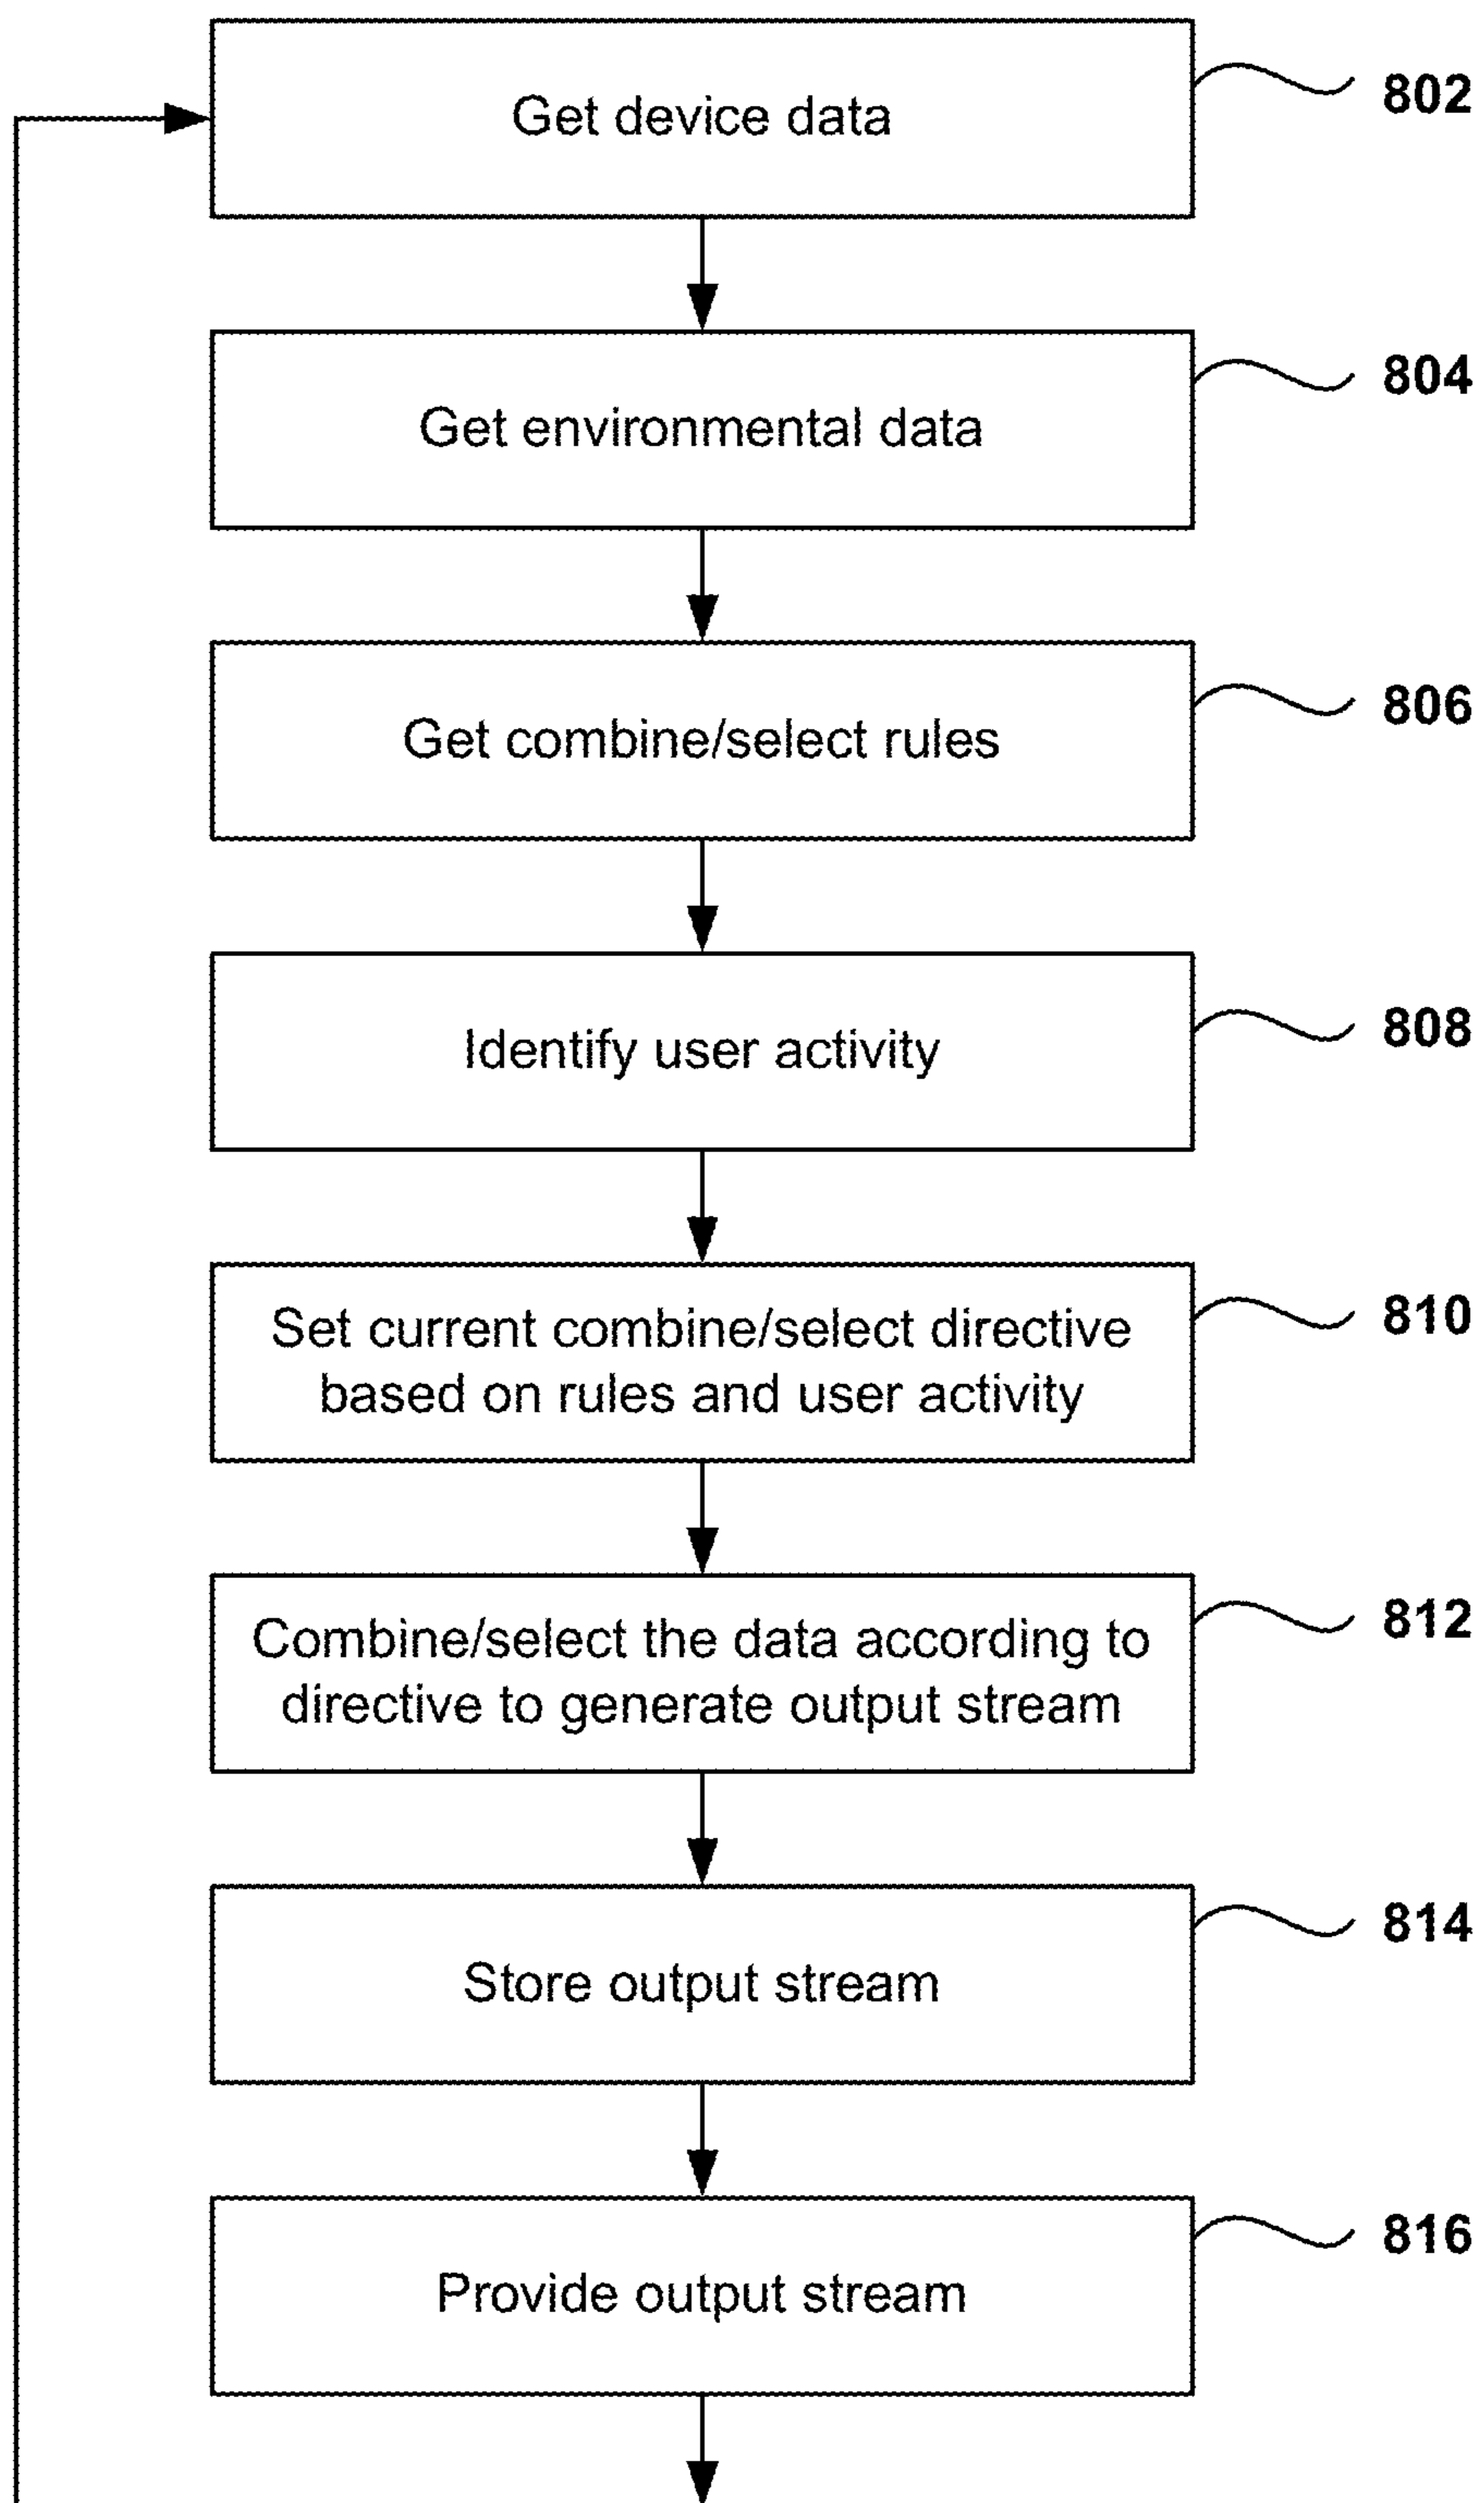 Get device data
802
Get environmental data
804
Get combine/select rules
806
Identify user activity
808
Set current combine/select directive
based on rules and user activity
810
Combine/select the data according to
directive to generate output stream
812
Store output stream
814
Provide output stream
816